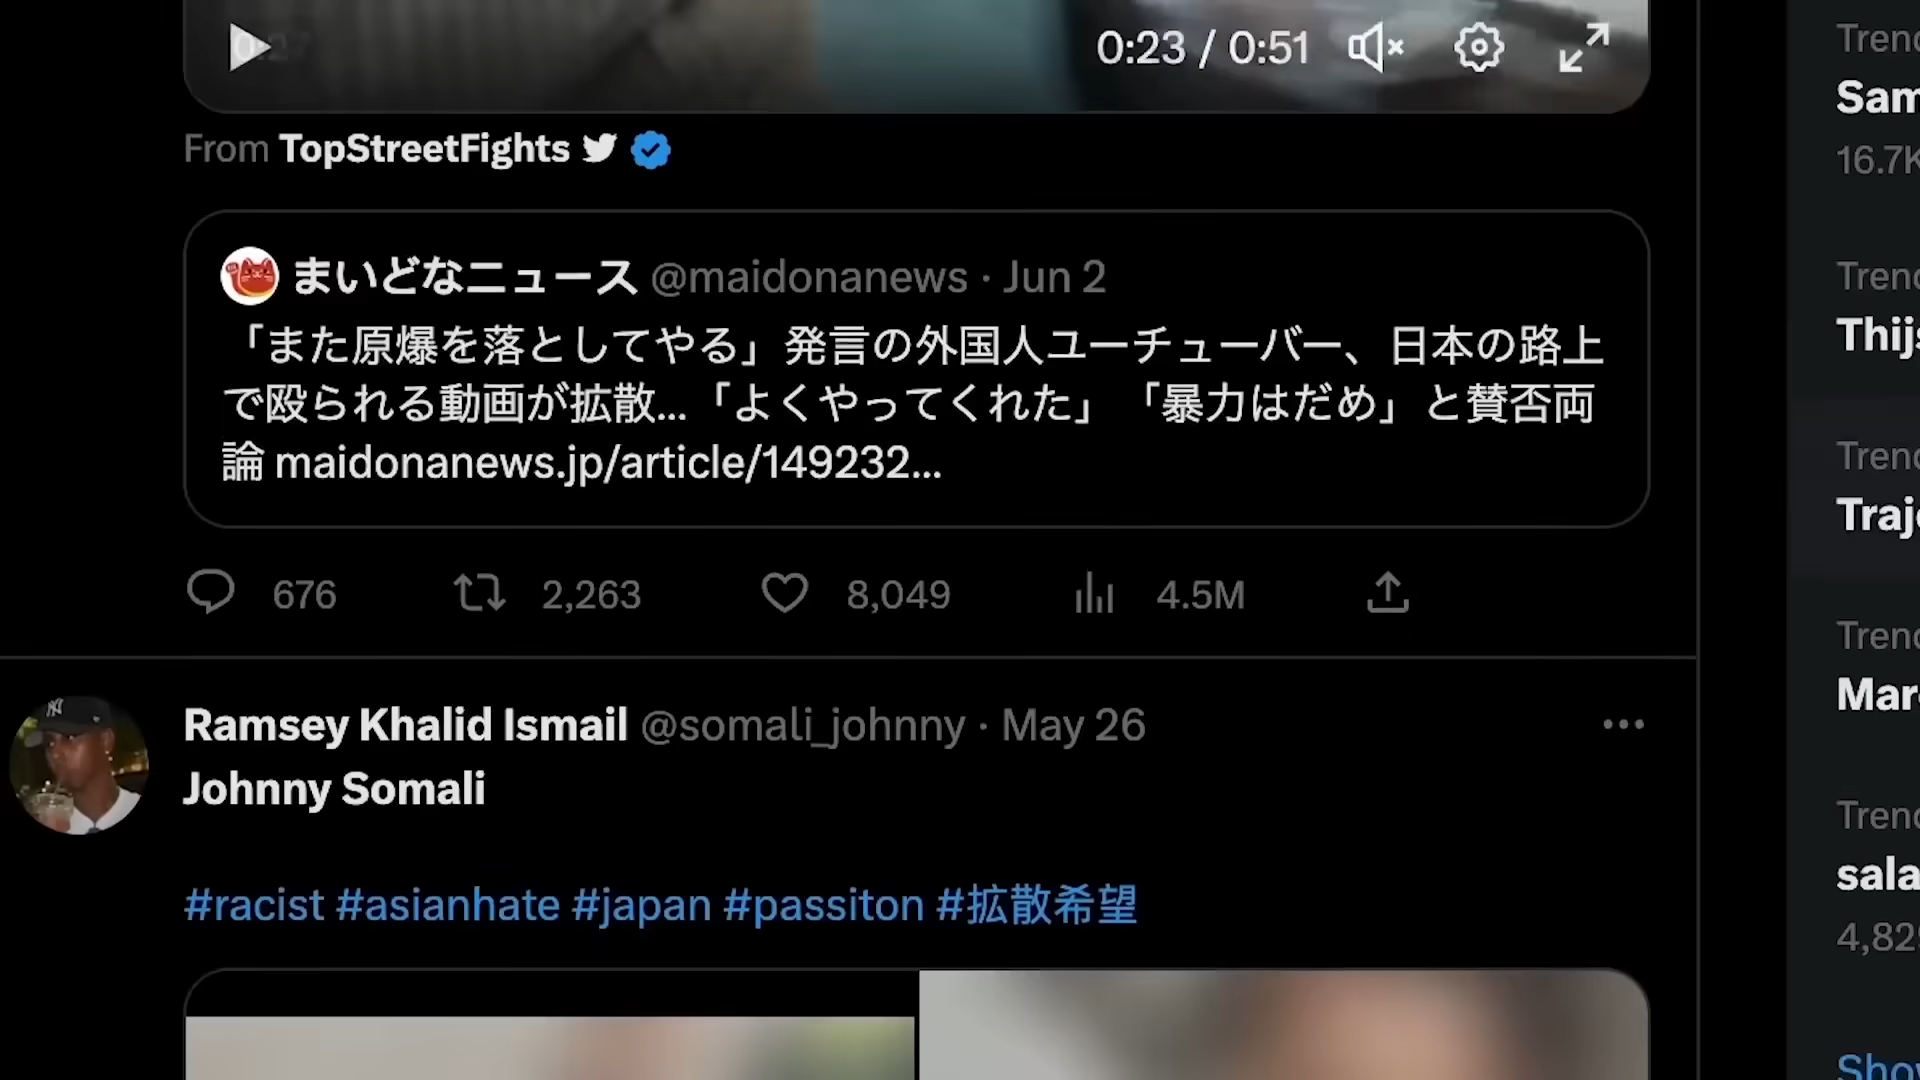 0:23 / 0:51
From TopStreetFights
まいどなニュース @maidonanews · Jun 2
「また原爆を落としてやる」発言の外国人ユーチューバー、日本の路上
で殴られる動画が拡散...「よくやってくれた」「暴力はだめ」と賛否両
論 maidonanews.jp/article/149232...
676 2,263 8,049 4.5M
Ramsey Khalid Ismail @somali_johnny · May 26
Johnny Somali
#racist #asianhate #japan #passiton #拡散希望
Sam
16.7K
Thijs
Mar
4,829